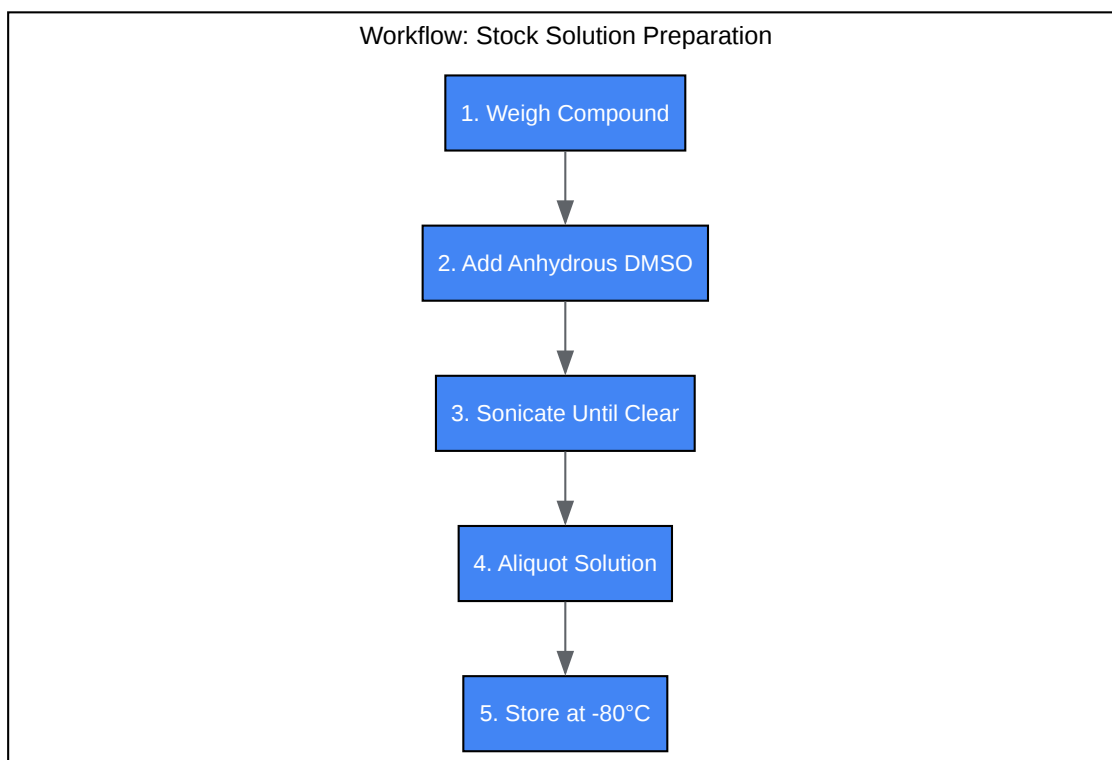 Workflow: Stock Solution Preparation
1. Weigh Compound
2. Add Anhydrous DMSO
3. Sonicate Until Clear
4. Aliquot Solution
5. Store at -80°C